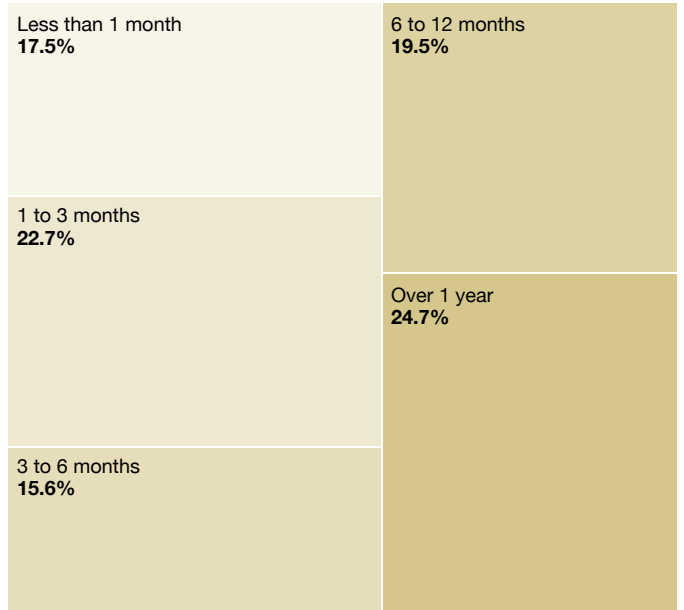 Less than 1 month
17.5%
1 to 3 months
22.7%
3 to 6 months
15.6%
6 to 12 months
19.5%
Over 1 year
24.7%